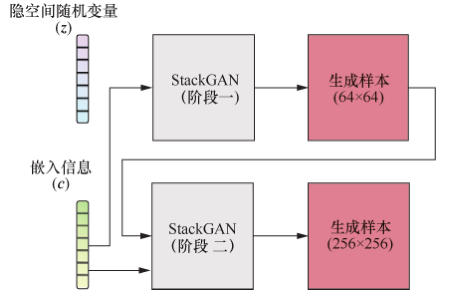 隐空间随机变量
(z)
StackGAN
（阶段一）
生成样本
(64×64)
嵌入信息
(c)
StackGAN
（阶段 二）
生成样本
(256×256)